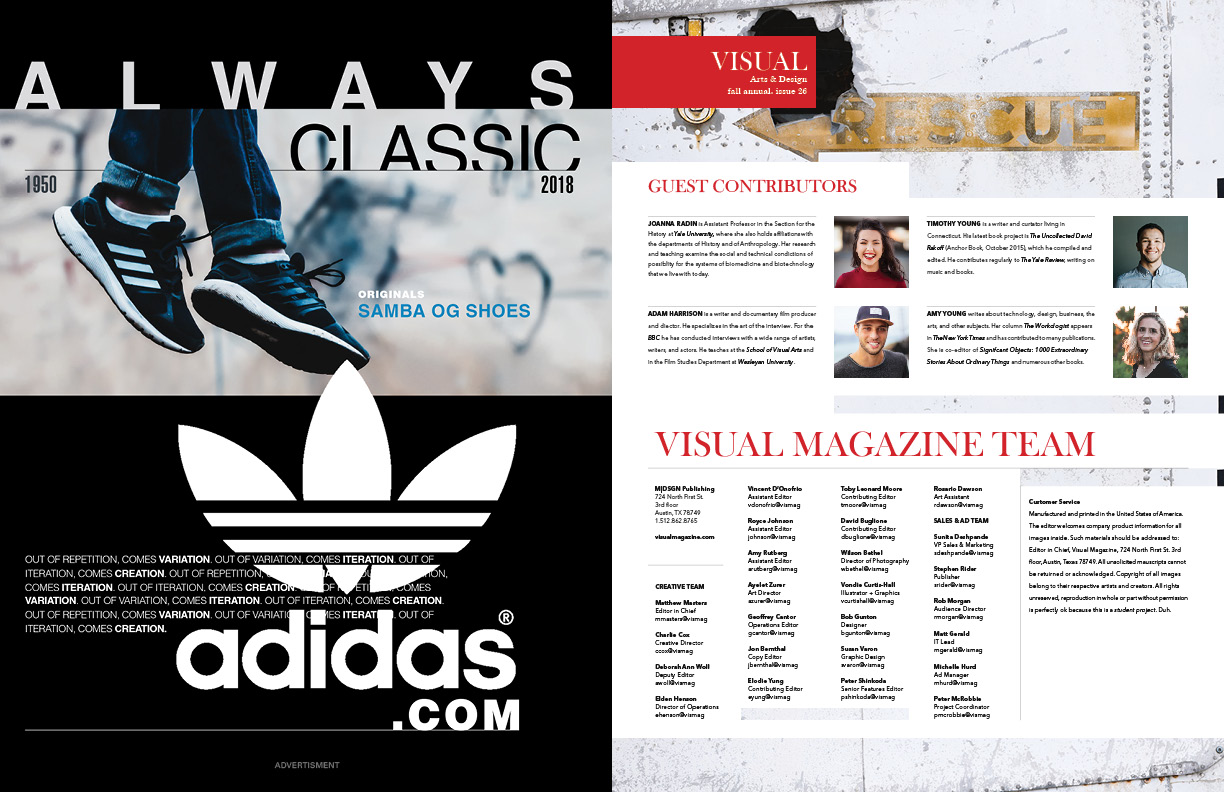 ALWAYS
CLASSIC
1950
2018
ORIGINALS
SAMBA OG SHOES
OUT OF REPETITION, COMES VARIATION. OUT OF VARIATION, COMES ITERATION. OUT OF
ITERATION, COMES CREATION. OUT OF REPETITION,
COMES ITERATION. OUT OF ITERATION, COMES CREATION.
VARIATION. OUT OF VARIATION, COMES ITERATION. OUT OF ITERATION, COMES CREATION.
OUT OF REPETITION, COMES VARIATION. OUT OF VARIATION, COMES ITERATION. OUT OF
ITERATION, COMES CREATION.
adidas®
.COM
ADVERTISMENT
VISUAL
Arts & Design
fall annual. issue 26
RESCUE
GUEST CONTRIBUTORS
JOANNA RADIN is Assistant Professor in the Section for the
History at Yale University, where she also holds affiliations with
the departments of History and of Anthropology. Her research
and teaching examine the social and technical conditions of
possiblity for the systems of biomedicine and biotechnology
that we live with today.
TIMOTHY YOUNG is a writer and curtator living in
Connecticut. His latest book project is The Uncollected David
Rakoff (Anchor Book, October 2015), which he compiled and
edited. He contributes regularly to The Yale Review, writing on
music and books.
ADAM HARRISON is a writer and documentary film producer
and director. He specializes in the art of the interview. For the
BBC he has conducted interviews with a wide range of artists,
writers, and actors. He teaches at the School of Visual Arts and
in the Film Studies Department at Wesleyan University.
AMY YOUNG writes about technology, design, business, the
arts, and other subjects. Her column The Workologist appears
in The New York Times and has contributed to many publications.
She is co-editor of Significant Objects: 1000 Extraordinary
Stories About Ordinary Things and numerous other books.
VISUAL MAGAZINE TEAM
M|DSGN Publishing
724 North First St.
3rd floor
Austin, TX 78749
1.512.862.8765
visualmagazine.com
CREATIVE TEAM
Matthew Masters
Editor in Chief
mmasters@vismag
Charlie Cox
Creative Director
ccox@vismag
Deborah Ann Woll
Deputy Editor
awoll@vismag
Elden Henson
Director of Operations
ehenson@vismag
Vincent D'Onofrio
Assistant Editor
vdonofrio@vismag
Royce Johnson
Assistant Editor
johnson@vismag
Amy Rutberg
Assistant Editor
arutberg@vismag
Ayelet Zurer
Art Director
azurer@vismag
Geoffrey Cantor
Operations Editor
gcantor@vismag
Jon Bernthal
Copy Editor
jbernthal@vismag
Elodie Yung
Contributing Editor
eyung@vismag
Toby Leonard Moore
Contributing Editor
tmoore@vismag
David Buglione
Contributing Editor
dbuglione@vismag
Wilson Bethel
Director of Photography
wbethel@vismag
Vondie Curtis-Hall
Illustrator + Graphics
vcurtishall@vismag
Bob Gunton
Designer
bgunton@vismag
Susan Varon
Graphic Design
svaron@vismag
Peter Shinkoda
Senior Features Editor
pshinkoda@vismag
Rosario Dawson
Art Assistant
rdawson@vismag
SALES & AD TEAM
Sunita Deshpande
VP Sales & Marketing
sdeshpande@vismag
Stephen Rider
Publisher
srider@vismag
Rob Morgan
Audience Director
rmorgan@vismag
Matt Gerald
IT Lead
mgerald@vismag
Michelle Hurd
Ad Manager
mhurd@vismag
Peter McRobbie
Project Coordinator
pmcrobbie@vismag
Customer Service
Manufactured and printed in the United States of America.
The editor welcomes company product information for all
images inside. Such materials should be addressed to:
Editor in Chief, Visual Magazine, 724 North First St. 3rd
floor, Austin, Texas 78749. All unsolicited mauscripts cannot
be returned or acknowledged. Copyright of all images
belong to their respective artists and creators. All rights
unreserved, reproduction in whole or part without permission
is perfectly ok because this is a student project. Duh.